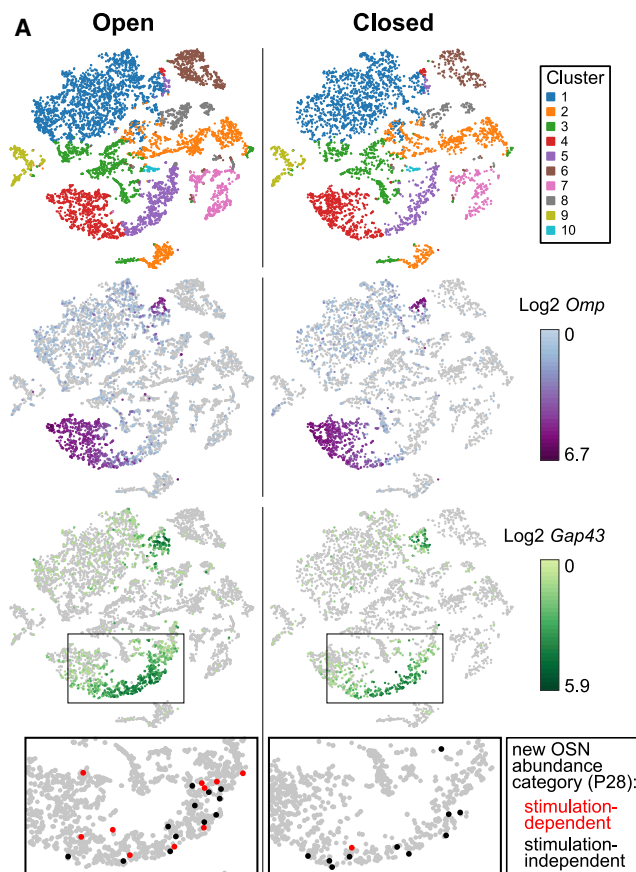 A
Open
Closed
Cluster
1
2
3
4
5
6
7
8
9
10
Log2 Omp
0
6.7
Log2 Gap43
0
5.9
new OSN
abundance
category (P28):
stimulation-
dependent
stimulation-
independent